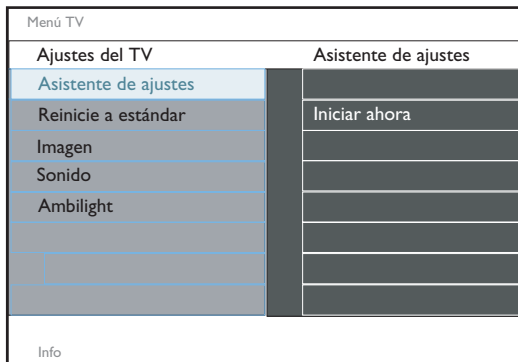 Menú TV
Ajustes del TV Asistente de ajustes
Asistente de ajustes
Reinicie a estándar Iniciar ahora
Imagen
Sonido
Ambilight
Info